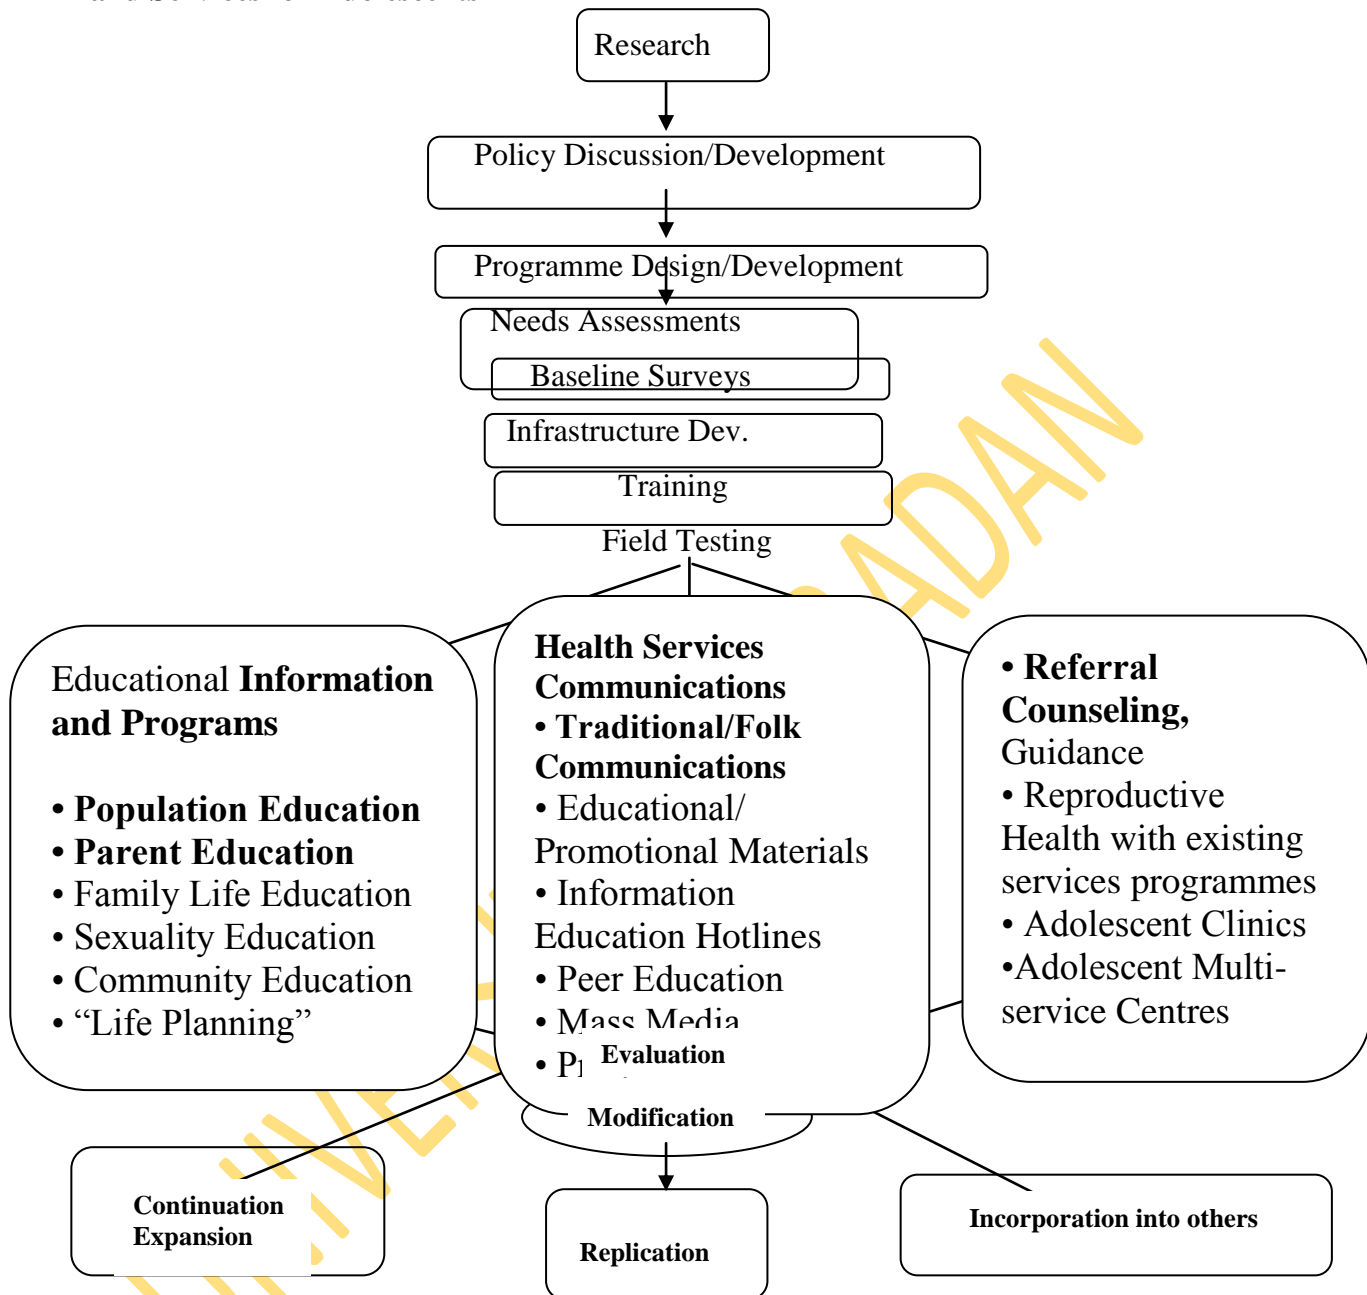 Research
Policy Discussion/Development
Programme Design/Development
Needs Assessments
Baseline Surveys
Infrastructure Dev.
Training
Field Testing
Educational Information
and Programs
• Population Education
• Parent Education
• Family Life Education
• Sexuality Education
• Community Education
• “Life Planning”
Health Services
Communications
• Traditional/Folk
Communications
• Educational/
Promotional Materials
• Information
Education Hotlines
• Peer Education
• Mass Media
•
• Referral
Counseling,
Guidance
• Reproductive
Health with existing
services programmes
• Adolescent Clinics
•Adolescent Multi-
service Centres
Evaluation
Modification
Continuation
Expansion
Replication
Incorporation into others